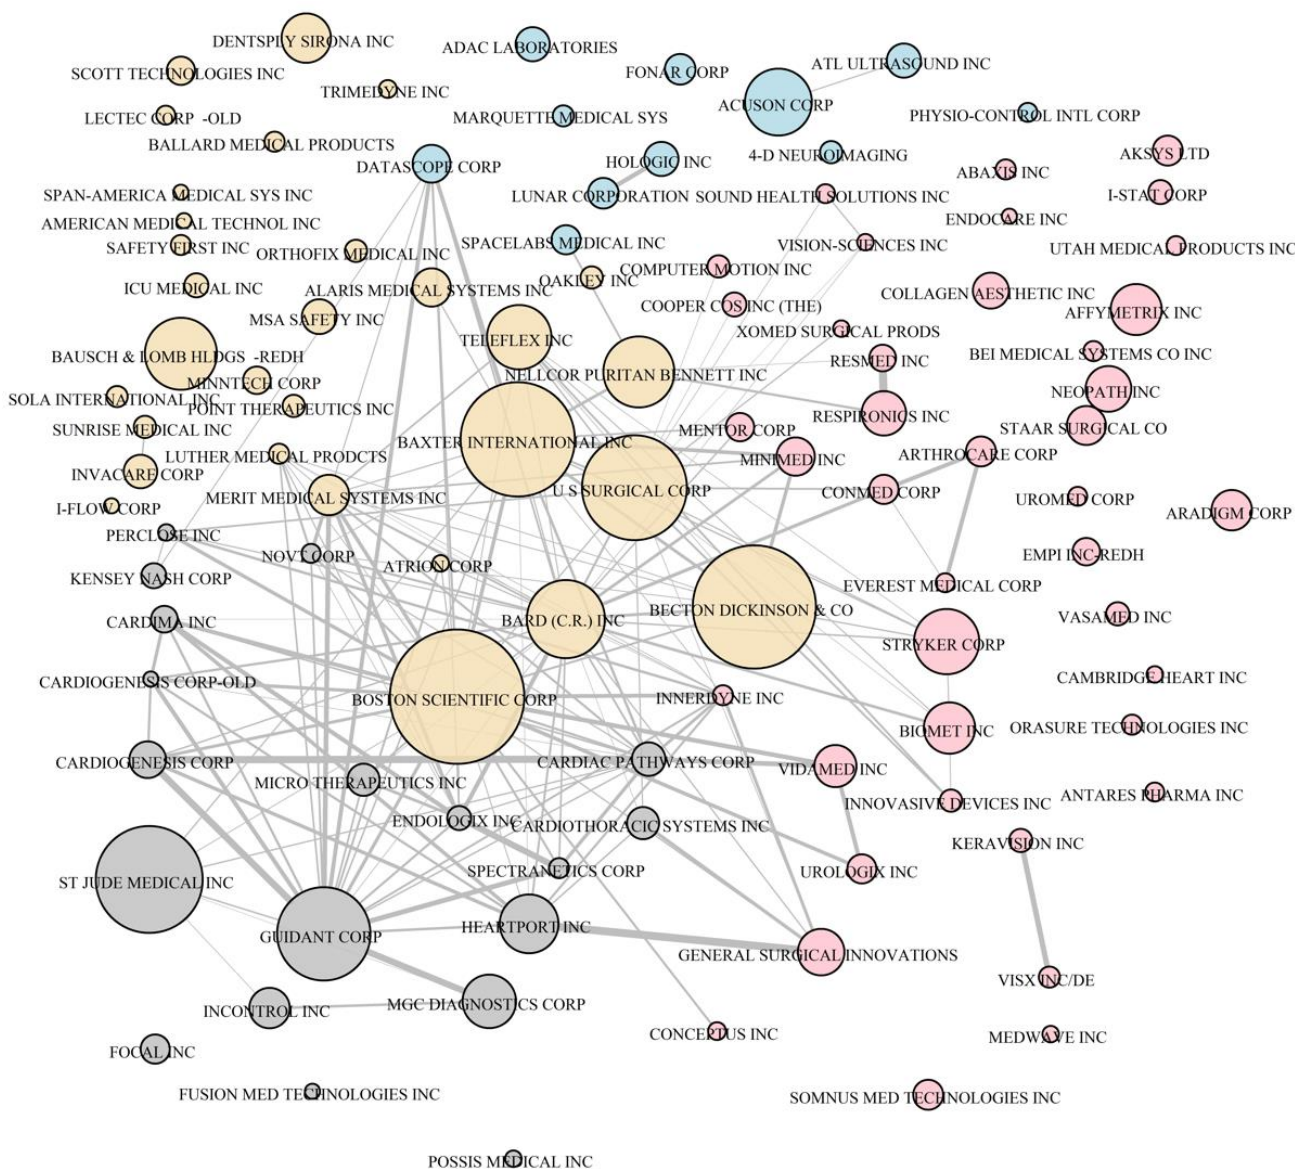 DENTSPLY SIRONA INC
ADAC LABORATORIES
ATL ULTRASOUND INC
SCOTT TECHNOLOGIES INC
FONAR CORP
TRIMEDYNE INC
ACUSON CORP
LECTEC CORP -OLD
MARQUETTE MEDICAL SYS
PHYSIO-CONTROL INTL CORP
BALLARD MEDICAL PRODUCTS
4-D NEUROIMAGING
AKSYS LTD
DATASCOPE CORP
HOLOGIC INC
ABAXIS INC
SPAN-AMERICA MEDICAL SYS INC
LUNAR CORPORATION
SOUND HEALTH SOLUTIONS INC
I-STAT CORP
AMERICAN MEDICAL TECHNOL INC
ENDOCARE INC
SAFETY FIRST INC
ORTHOFIX MEDICAL INC
SPACELABS MEDICAL INC
VISION-SCIENCES INC
UTAH MEDICAL PRODUCTS INC
ICU MEDICAL INC
ALARIS MEDICAL SYSTEMS INC
OAKLEY INC
COMPUTER MOTION INC
COLLAGEN AESTHETIC INC
MSA SAFETY INC
COOPER COS INC (THE)
AFFYMETRIX INC
TELEFLEX INC
XOMED SURGICAL PRODS
BAUSCH & LOMB HLDGS -REDH
RESMED INC
BEI MEDICAL SYSTEMS CO INC
MINNTECH CORP
NELLCOR PURITAN BENNETT INC
NEOPATH INC
SOLA INTERNATIONAL INC
POINT THERAPEUTICS INC
RESPIRONICS INC
SUNRISE MEDICAL INC
BAXTER INTERNATIONAL INC
MENTOR CORP
STAAR SURGICAL CO
LUTHER MEDICAL PRODCTS
MINIMED INC
ARTHROCARE CORP
INVACARE CORP
MERIT MEDICAL SYSTEMS INC
U S SURGICAL CORP
CONMED CORP
UROMED CORP
I-FLOW CORP
ARADIGM CORP
PERCLOSE INC
NOVT CORP
ATRION CORP
EMPI INC-REDH
KENSEY NASH CORP
EVEREST MEDICAL CORP
CARDIMA INC
BARD (C.R.) INC
BECTON DICKINSON & CO
VASAMED INC
STRYKER CORP
CARDIOGENESIS CORP-OLD
BOSTON SCIENTIFIC CORP
INNERDYNE INC
CAMBRIDGE HEART INC
BIOMET INC
ORASURE TECHNOLOGIES INC
CARDIOGENESIS CORP
MICRO THERAPEUTICS INC
CARDIAC PATHWAYS CORP
VIDAMED INC
INNOVASIVE DEVICES INC
ANTARES PHARMA INC
ENDOLOGIX INC
CARDIOTHORACIC SYSTEMS INC
KERAVISION INC
ST JUDE MEDICAL INC
SPECTRANETICS CORP
UROLOGIX INC
GUIDANT CORP
HEARTPORT INC
GENERAL SURGICAL INNOVATIONS
VISX INC/DE
INCONTROL INC
MGC DIAGNOSTICS CORP
CONCEPTUS INC
MEDWAVE INC
FOCAL INC
FUSION MED TECHNOLOGIES INC
SOMNUS MED TECHNOLOGIES INC
POSSIS MEDICAL INC